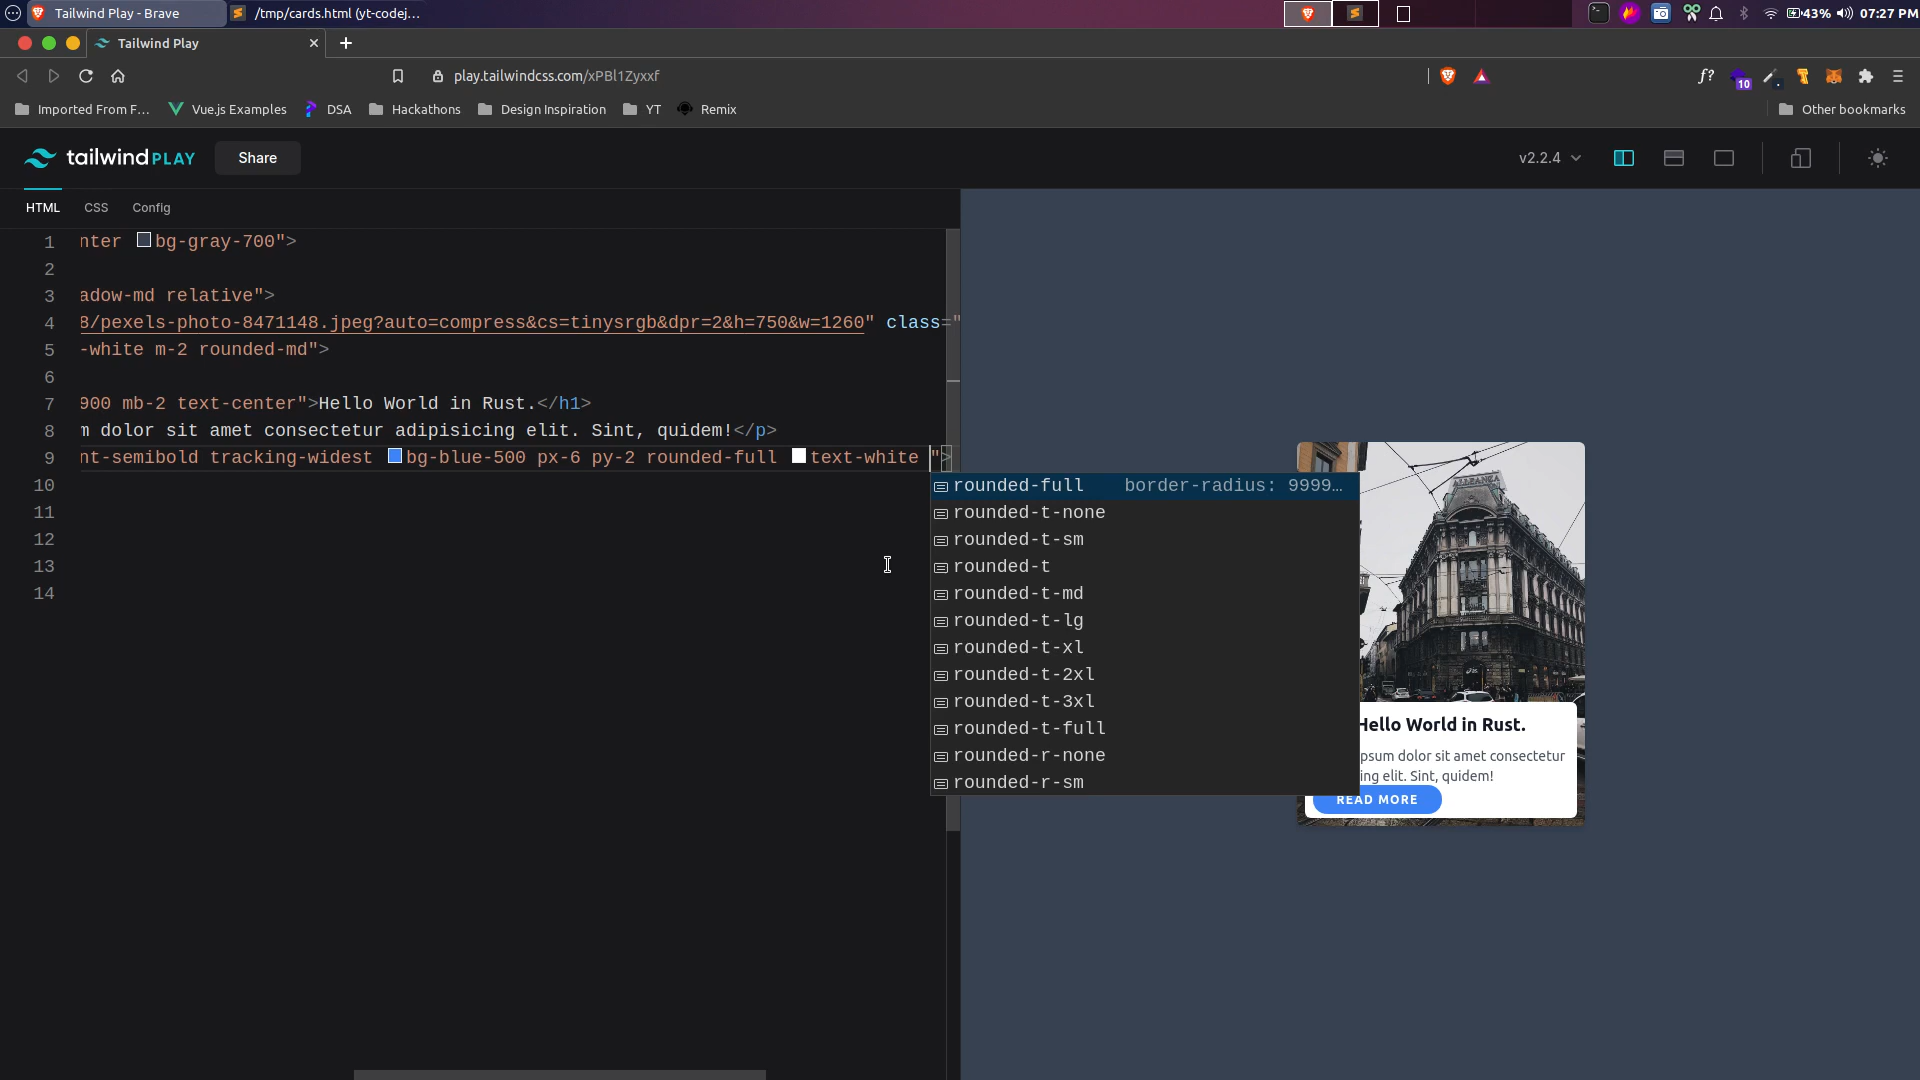 Tailwind Play - Brave
/tmp/cards.html (yt-codej...
43%
07:27 PM
Tailwind Play
play.tailwindcss.com/xPBl1Zyxxf
f?
10
Imported From F...
Vue.js Examples
DSA
Hackathons
Design Inspiration
YT
Remix
Other bookmarks
tailwind PLAY
Share
v2.2.4
HTML
CSS
Config
1 nter bg-gray-700">
2
3 adow-md relative">
4 8/pexels-photo-8471148.jpeg?auto=compress&cs=tinysrgb&dpr=2&h=750&w=1260" class="
5 -white m-2 rounded-md">
6
7 900 mb-2 text-center">Hello World in Rust.</h1>
8 m dolor sit amet consectetur adipisicing elit. Sint, quidem!</p>
9 nt-semibold tracking-widest bg-blue-500 px-6 py-2 rounded-full text-white ">
10
11
12
13
14
rounded-full border-radius: 9999...
rounded-t-none
rounded-t-sm
rounded-t
rounded-t-md
rounded-t-lg
rounded-t-xl
rounded-t-2xl
rounded-t-3xl
rounded-t-full
rounded-r-none
rounded-r-sm
ALLEANZA
Hello World in Rust.
psum dolor sit amet consectetur
ing elit. Sint, quidem!
READ MORE